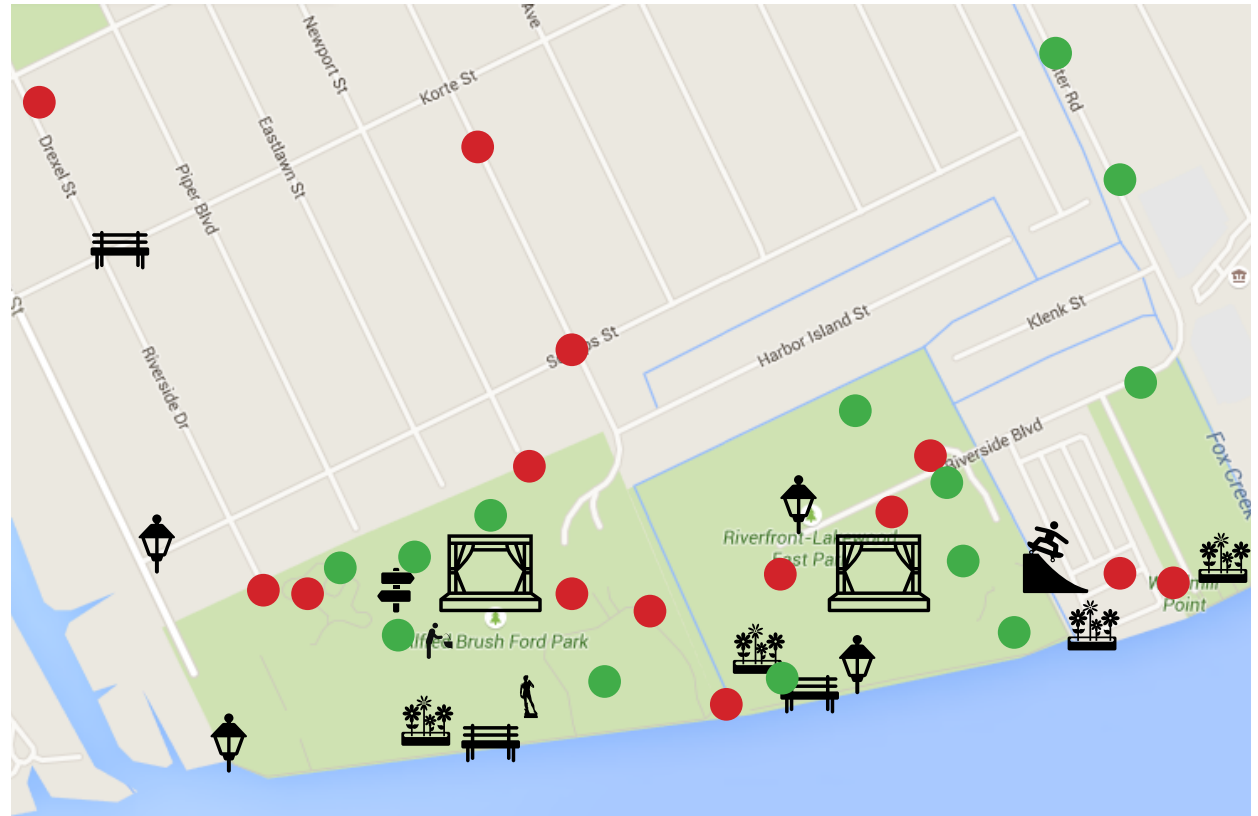 Ave
Newport St
Korte St
ter Rd
Eastlawn St
Drexel St
Piper Blvd
St
Harbor Island St
Klenk St
Riverside Dr
Riverside Blvd
Fox Creek
Riverfront-Lakewood
East Park
Point
Alfred Brush Ford Park